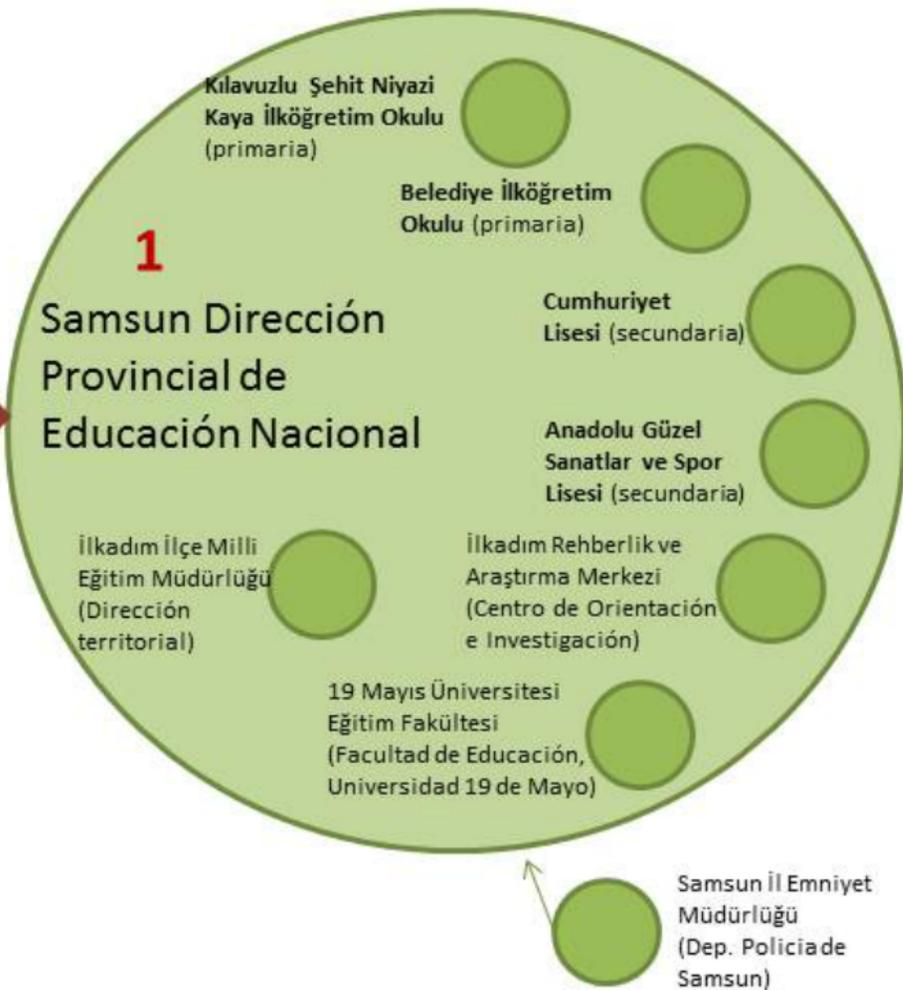 Kılavuzlu Şehit Niyazi
Kaya İlköğretim Okulu
(primaria)
Belediye İlköğretim
Okulu (primaria)
1
Samsun Dirección
Provincial de
Educación Nacional
Cumhuriyet
Lisesi (secundaria)
Anadolu Güzel
Sanatlar ve Spor
Lisesi (secundaria)
İlkadım İlçe Milli
Eğitim Müdürlüğü
(Dirección
territorial)
İlkadım Rehberlik ve
Araştırma Merkezi
(Centro de Orientación
e Investigación)
19 Mayıs Üniversitesi
Eğitim Fakültesi
(Facultad de Educación,
Universidad 19 de Mayo)
Samsun İl Emniyet
Müdürlüğü
(Dep. Policia de
Samsun)